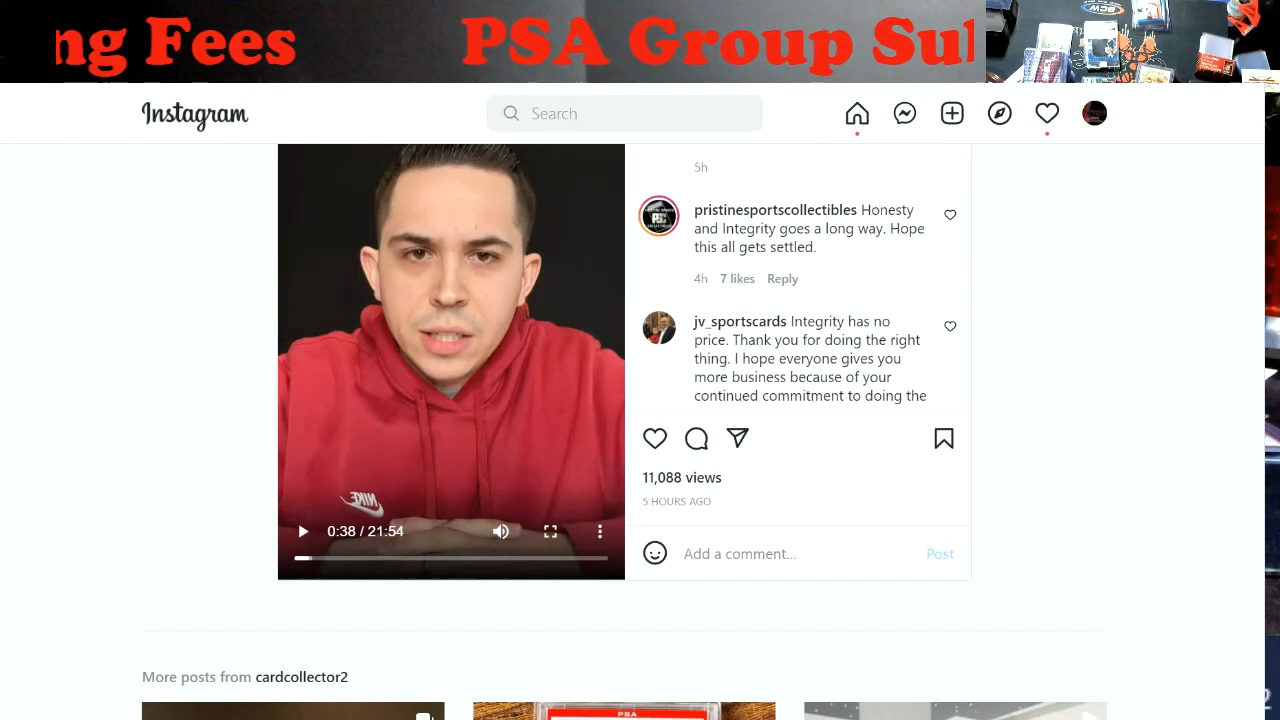 ng Fees PSA Group Sul
BCW
Instagram
Search
5h
pristinesportscollectibles Honesty
and Integrity goes a long way. Hope
this all gets settled.
4h 7 likes Reply
jv_sportscards Integrity has no
price. Thank you for doing the right
thing. I hope everyone gives you
more business because of your
continued commitment to doing the
11,088 views
5 HOURS AGO
NIKE
0:38 / 21:54
Add a comment... Post
More posts from cardcollector2
PSA